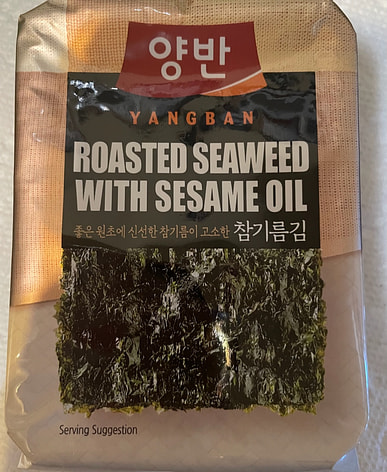 양반
YANGBAN
ROASTED SEAWEED
WITH SESAME OIL
좋은 원초에 신선한 참기름이 고소한 참기름김
Serving Suggestion